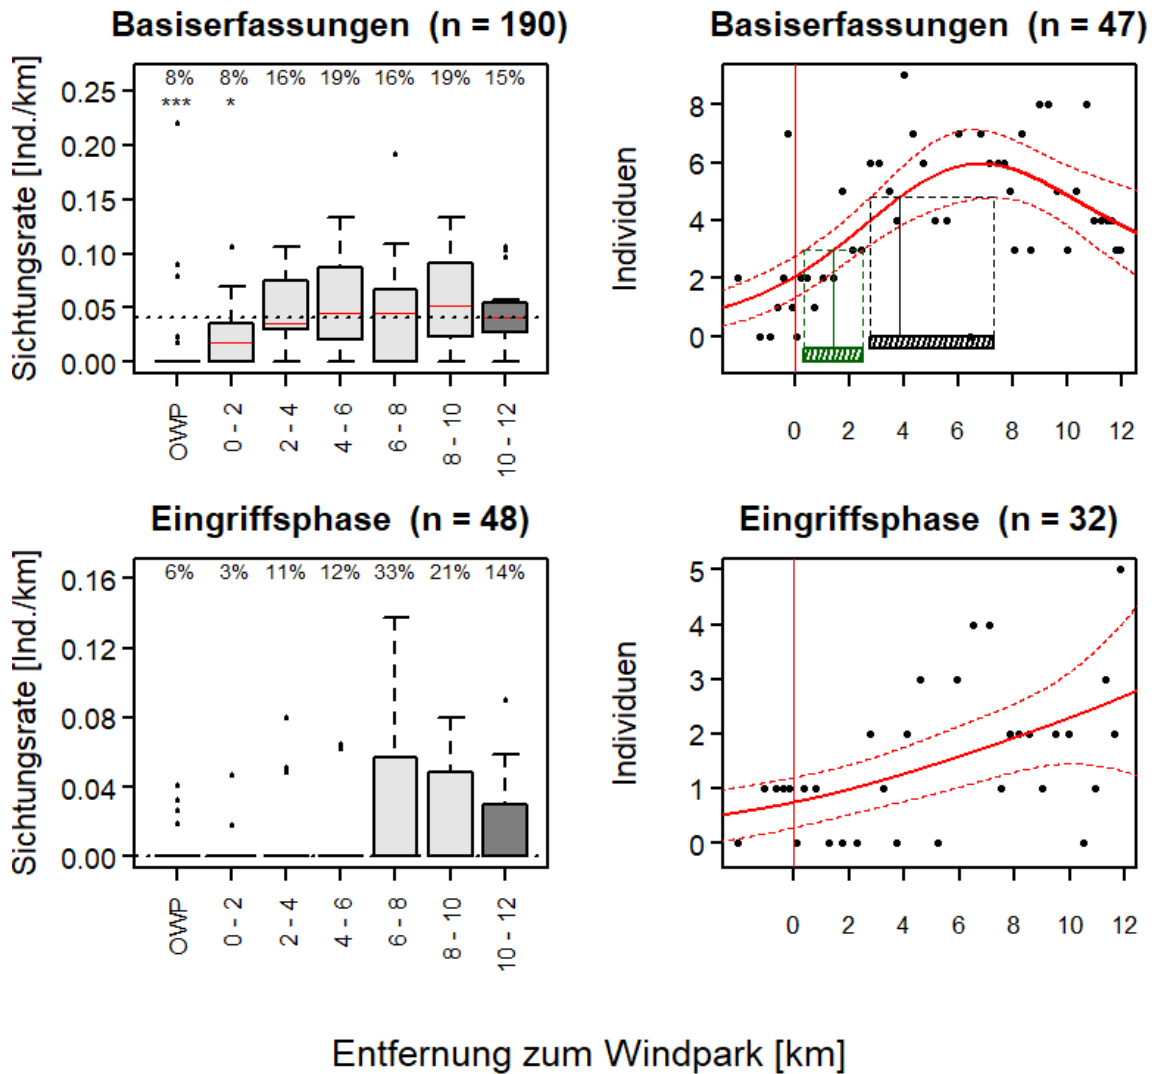 Basiserfassungen (n = 190)
8% 8% 16% 19% 16% 19% 15%
*** *
Sichtungsrate [Ind./km]
0.25
0.20
0.15
0.10
0.05
0.00
OWP 0 - 2 2 - 4 4 - 6 6 - 8 8 - 10 10 - 12
Basiserfassungen (n = 47)
Individuen
8
6
4
2
0
0 2 4 6 8 10 12
Eingriffsphase (n = 48)
6% 3% 11% 12% 33% 21% 14%
Sichtungsrate [Ind./km]
0.16
0.12
0.08
0.04
0.00
OWP 0 - 2 2 - 4 4 - 6 6 - 8 8 - 10 10 - 12
Eingriffsphase (n = 32)
Individuen
5
4
3
2
1
0
0 2 4 6 8 10 12
Entfernung zum Windpark [km]